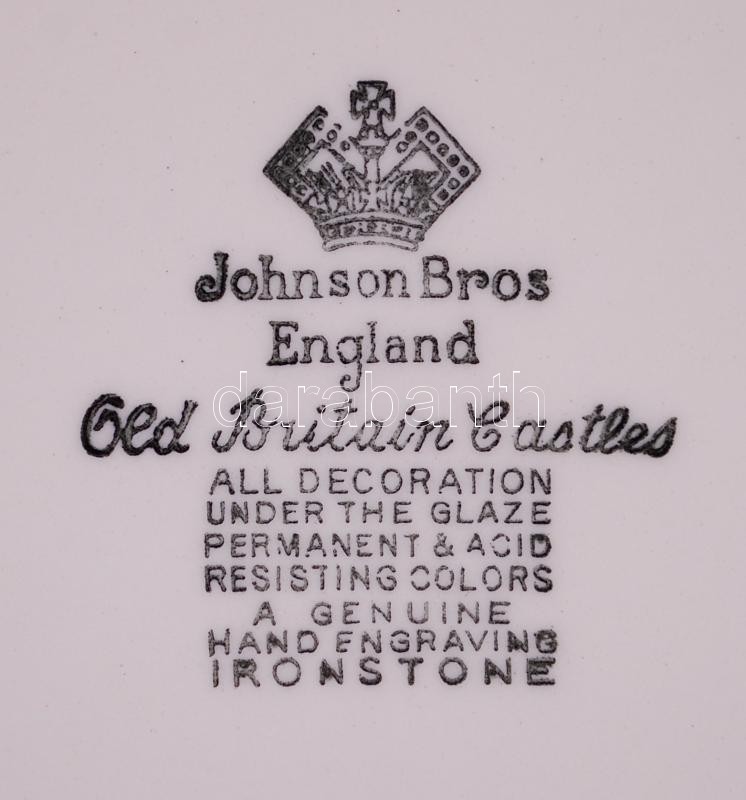 Johnson Bros
England
Old Britain Castles
darabanth
ALL DECORATION
UNDER THE GLAZE
PERMANENT & ACID
RESISTING COLORS
A GENUINE
HAND ENGRAVING
IRONSTONE